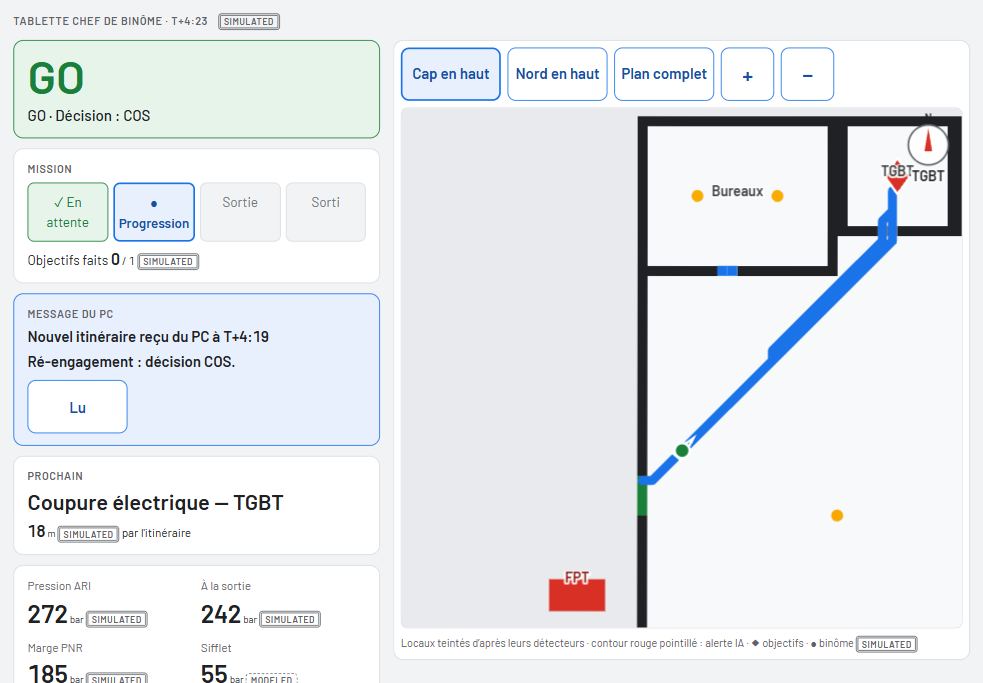 TABLETTE CHEF DE BINÔME · T+4:23 SIMULATED
GO
GO · Décision : COS
MISSION
✓ En attente
● Progression
Sortie
Sorti
Objectifs faits 0 / 1 SIMULATED
MESSAGE DU PC
Nouvel itinéraire reçu du PC à T+4:19
Ré-engagement : décision COS.
Lu
PROCHAIN
Coupure électrique — TGBT
18 m SIMULATED par l'itinéraire
Pression ARI
272 bar SIMULATED
À la sortie
242 bar SIMULATED
Marge PNR
185 bar SIMULATED
Sifflet
55 bar MODELED
Cap en haut
Nord en haut
Plan complet
+
−
N
Bureaux
TGBT
TGBT
FPT
Locaux teintés d'après leurs détecteurs · contour rouge pointillé : alerte IA · ◆ objectifs · ● binôme SIMULATED